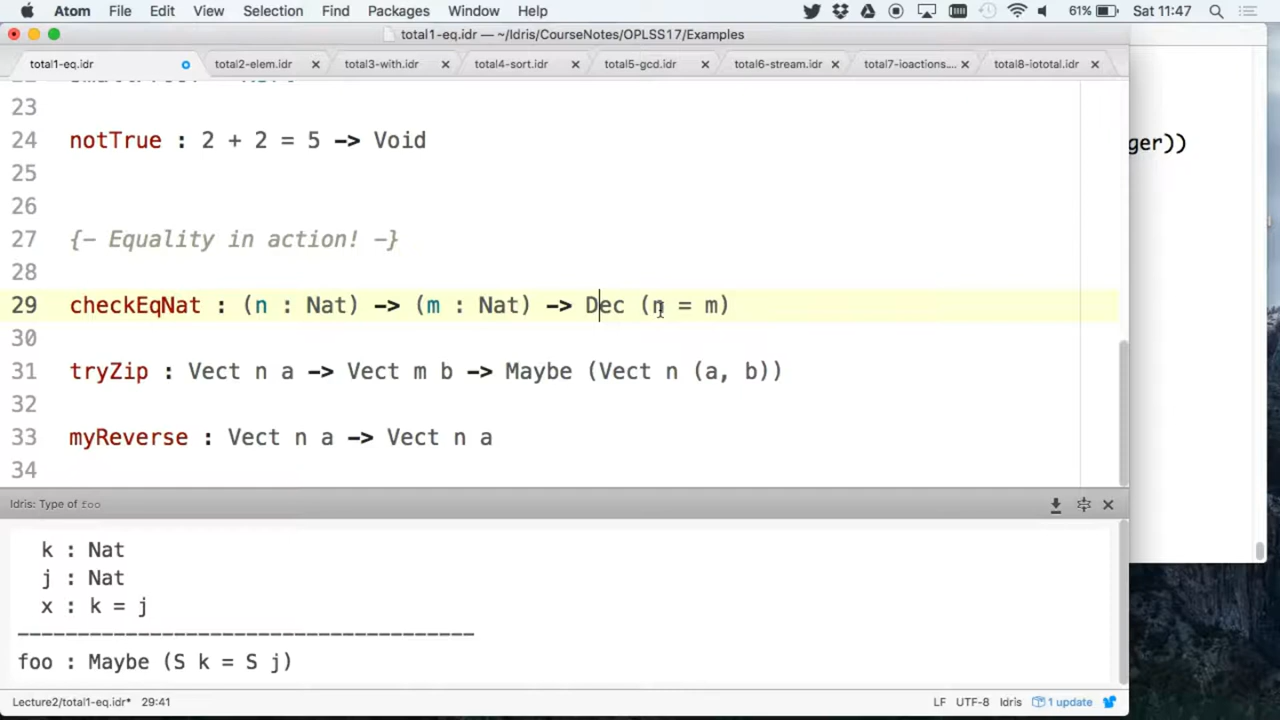 Atom File Edit View Selection Find Packages Window Help 61% Sat 11:47
total1-eq.idr — ~/Idris/CourseNotes/OPLSS17/Examples
total1-eq.idr total2-elem.idr total3-with.idr total4-sort.idr total5-gcd.idr total6-stream.idr total7-ioactions.... total8-iototal.idr
23
24 notTrue : 2 + 2 = 5 -> Void
ger))
25
26
27 {- Equality in action! -}
28
29 checkEqNat : (n : Nat) -> (m : Nat) -> Dec (n = m)
30
31 tryZip : Vect n a -> Vect m b -> Maybe (Vect n (a, b))
32
33 myReverse : Vect n a -> Vect n a
34
Idris: Type of foo
k : Nat
j : Nat
x : k = j
--------------------------------------
foo : Maybe (S k = S j)
Lecture2/total1-eq.idr* 29:41 LF UTF-8 Idris 1 update